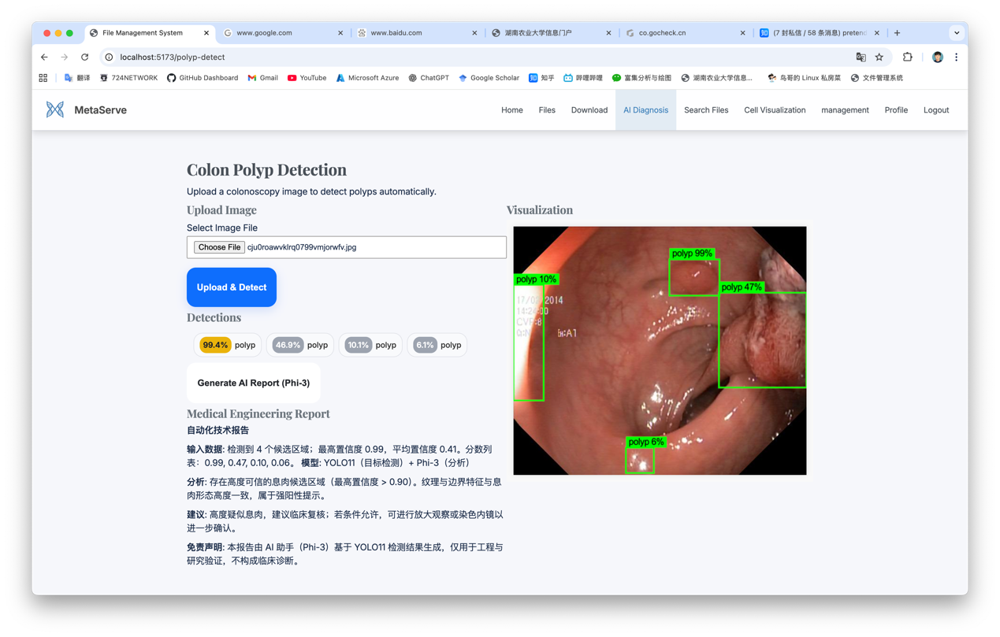 File Management System
www.google.com
www.baidu.com
湖南农业大学信息门户
co.gocheck.cn
(7 封私信 / 58 条消息) pretend
localhost:5173/polyp-detect
翻译
724NETWORK
GitHub Dashboard
Gmail
YouTube
Microsoft Azure
ChatGPT
Google Scholar
知 知乎
哔哩哔哩
富集分析与绘图
湖南农业大学信息...
鸟哥的 Linux 私房菜
文件管理系统
MetaServe
Home
Files
Download
AI Diagnosis
Search Files
Cell Visualization
management
Profile
Logout
Colon Polyp Detection
Upload a colonoscopy image to detect polyps automatically.
Upload Image
Select Image File
Choose File cju0roawvklrq0799vmjorwfv.jpg
Upload & Detect
Detections
99.4% polyp
46.9% polyp
10.1% polyp
6.1% polyp
Generate AI Report (Phi-3)
Medical Engineering Report
自动化技术报告
输入数据: 检测到 4 个候选区域；最高置信度 0.99，平均置信度 0.41。分数列
表：0.99, 0.47, 0.10, 0.06。 模型: YOLO11（目标检测）+ Phi-3（分析）
分析: 存在高度可信的息肉候选区域（最高置信度 > 0.90）。纹理与边界特征与息
肉形态高度一致，属于强阳性提示。
建议: 高度疑似息肉，建议临床复核；若条件允许，可进行放大观察或染色内镜以
进一步确认。
免责声明: 本报告由 AI 助手（Phi-3）基于 YOLO11 检测结果生成，仅用于工程与
研究验证，不构成临床诊断。
Visualization
polyp 99%
polyp 10%
polyp 47%
17/02/2014
14:24:00
polyp 6%